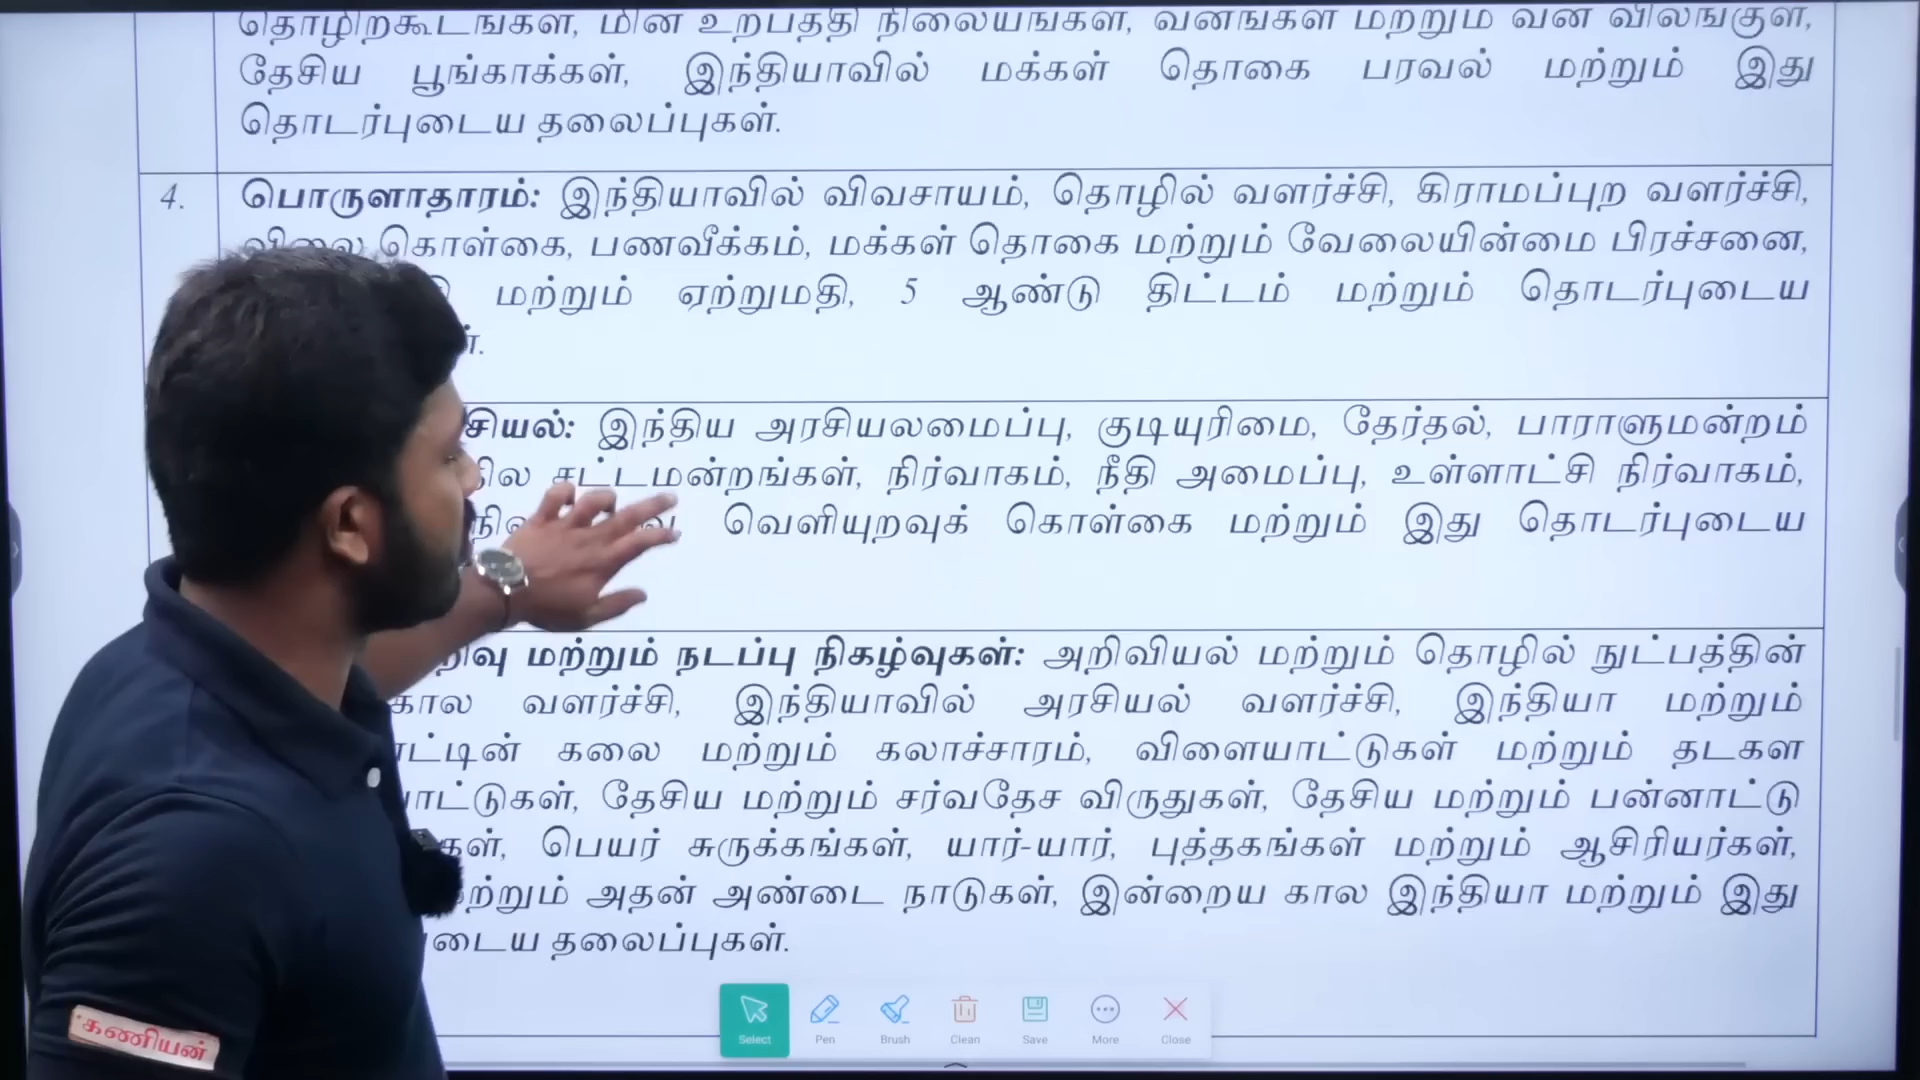 தொழிற்கூடங்கள், மின் உற்பத்தி நிலையங்கள், வனங்கள் மற்றும் வன விலங்குள்,
தேசிய பூங்காக்கள், இந்தியாவில் மக்கள் தொகை பரவல் மற்றும் இது
தொடர்புடைய தலைப்புகள்.
4. பொருளாதாரம்: இந்தியாவில் விவசாயம், தொழில் வளர்ச்சி, கிராமப்புற வளர்ச்சி,
விலை கொள்கை, பணவீக்கம், மக்கள் தொகை மற்றும் வேலையின்மை பிரச்சனை,
மற்றும் ஏற்றுமதி, 5 ஆண்டு திட்டம் மற்றும் தொடர்புடைய
சியல்: இந்திய அரசியலமைப்பு, குடியுரிமை, தேர்தல், பாராளுமன்றம்
சட்டமன்றங்கள், நிர்வாகம், நீதி அமைப்பு, உள்ளாட்சி நிர்வாகம்,
வெளியுறவுக் கொள்கை மற்றும் இது தொடர்புடைய
றிவு மற்றும் நடப்பு நிகழ்வுகள்: அறிவியல் மற்றும் தொழில் நுட்பத்தின்
கால வளர்ச்சி, இந்தியாவில் அரசியல் வளர்ச்சி, இந்தியா மற்றும்
ாட்டின் கலை மற்றும் கலாச்சாரம், விளையாட்டுகள் மற்றும் தடகள
ாட்டுகள், தேசிய மற்றும் சர்வதேச விருதுகள், தேசிய மற்றும் பன்னாட்டு
கள், பெயர் சுருக்கங்கள், யார்-யார், புத்தகங்கள் மற்றும் ஆசிரியர்கள்,
மற்றும் அதன் அண்டை நாடுகள், இன்றைய கால இந்தியா மற்றும் இது
புடைய தலைப்புகள்.
Select Pen Brush Clean Save More Close
கணியன்